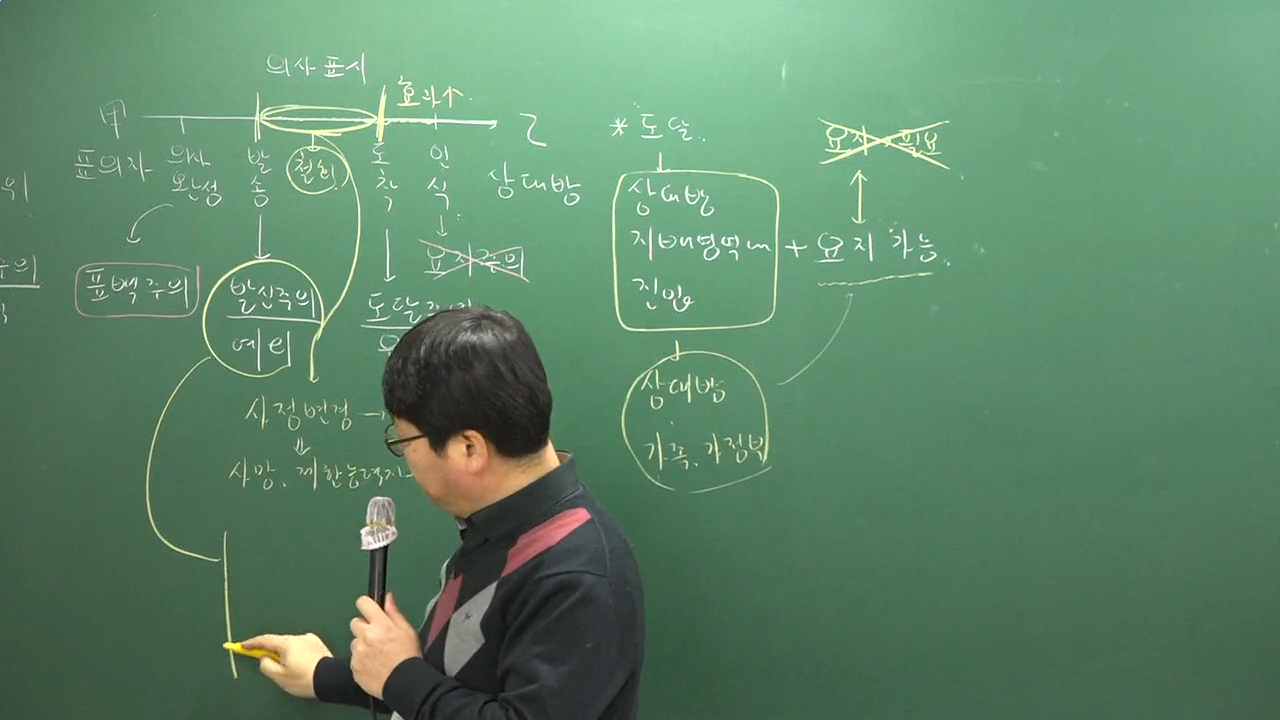 의사 표시
효과↑
甲
乙
표의자
의사
완성
발
송
철회
도
착
인
식
상대방
위
표백주의
발신주의
예외
요지주의
도달
주의
사정변경 →
사망, 제한능력자
* 도달.
상대방
지배영역內
진입
+ 요지 가능.
요지 필요
상대방
가족, 가정부